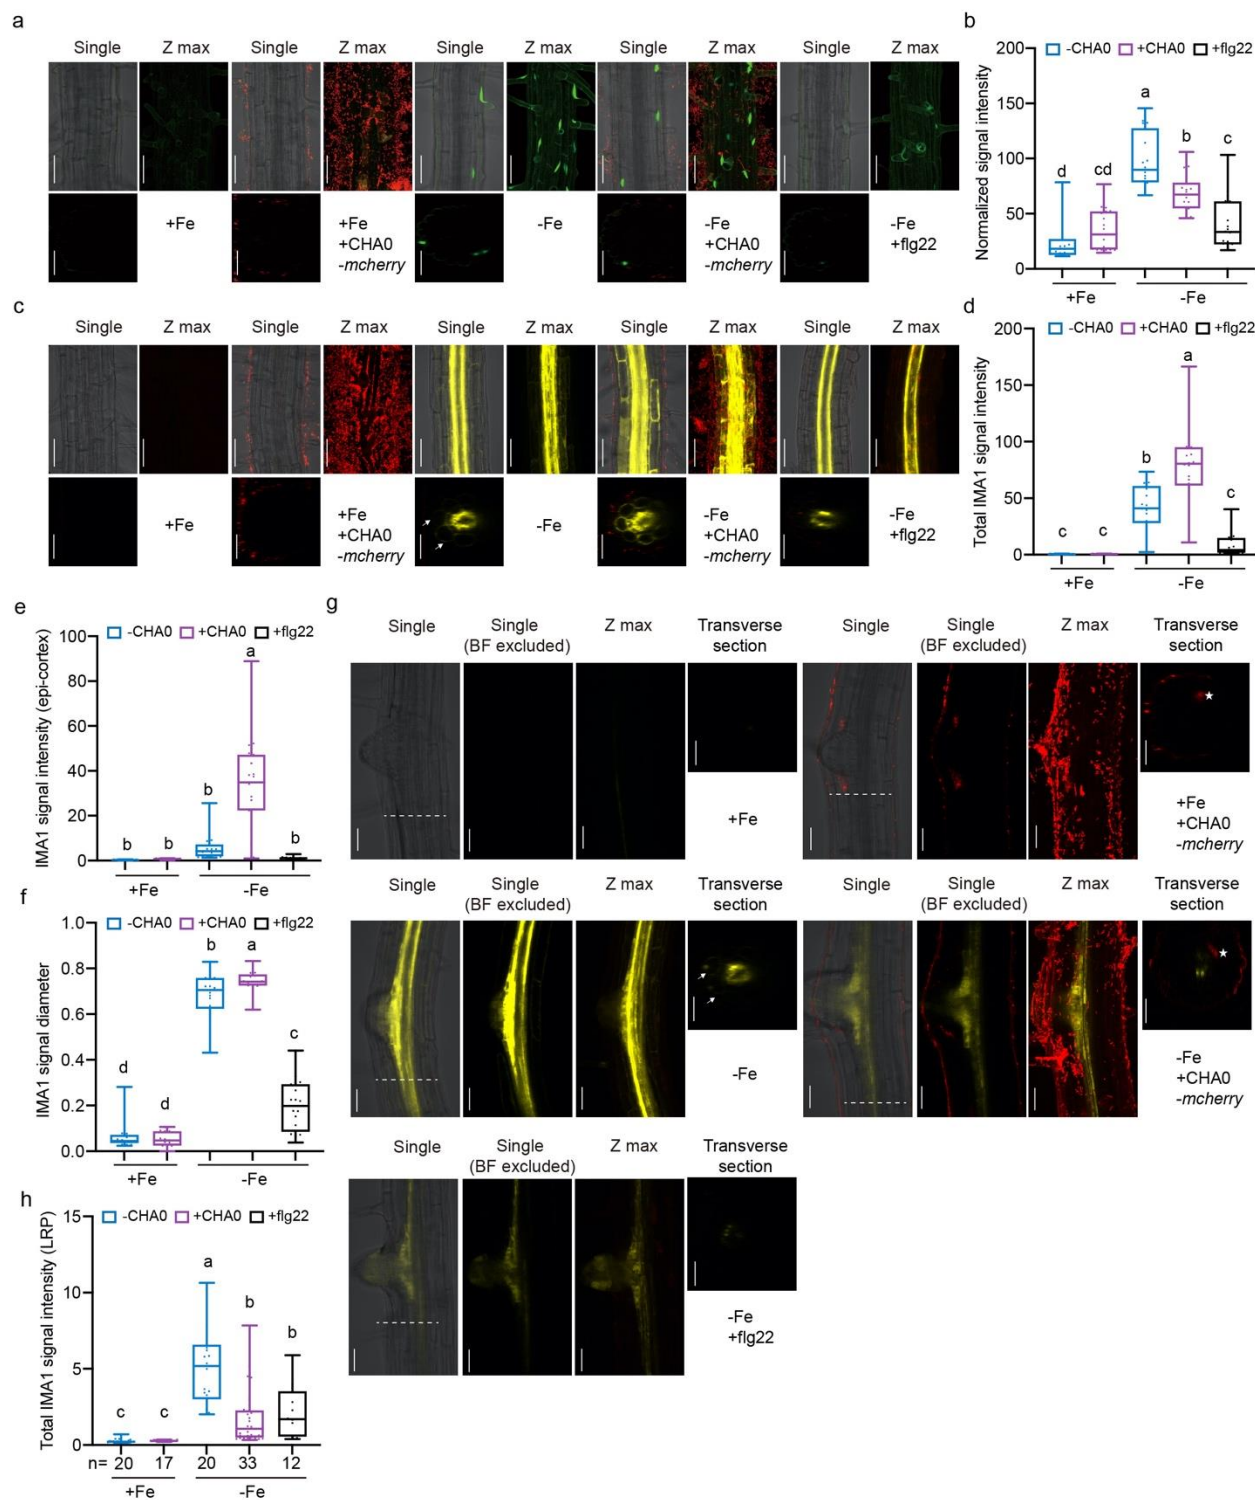 a
Single Z max Single Z max Single Z max Single Z max Single Z max
+Fe
+Fe
+CHA0
-mcherry
-Fe
-Fe
+CHA0
-mcherry
-Fe
+flg22
b
-CHA0 +CHA0 +flg22
Normalized signal intensity
200
150
100
50
0
d cd a b c
+Fe -Fe
c
Single Z max Single Z max Single Z max Single Z max Single Z max
+Fe
+Fe
+CHA0
-mcherry
-Fe
-Fe
+CHA0
-mcherry
-Fe
+flg22
d
-CHA0 +CHA0 +flg22
Total IMA1 signal intensity
200
150
100
50
0
c c b a c
+Fe -Fe
e
-CHA0 +CHA0 +flg22
IMA1 signal intensity (epi-cortex)
100
80
60
40
20
0
b b b a b
+Fe -Fe
f
-CHA0 +CHA0 +flg22
IMA1 signal diameter
1.0
0.8
0.6
0.4
0.2
0.0
d d b a c
+Fe -Fe
g
Single Single (BF excluded) Z max Transverse section
+Fe
Single Single (BF excluded) Z max Transverse section
+Fe
+CHA0
-mcherry
Single Single (BF excluded) Z max Transverse section
-Fe
Single Single (BF excluded) Z max Transverse section
-Fe
+CHA0
-mcherry
Single Single (BF excluded) Z max Transverse section
-Fe
+flg22
h
-CHA0 +CHA0 +flg22
Total IMA1 signal intensity (LRP)
15
10
5
0
c c a b b
n= 20 17 20 33 12
+Fe -Fe